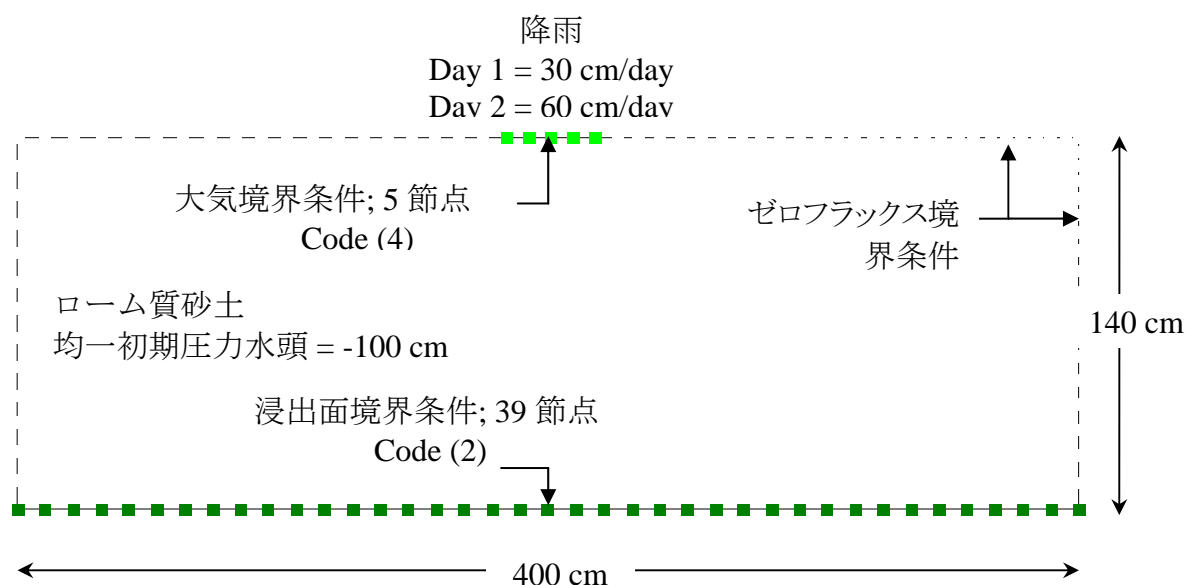 降雨
Day 1 = 30 cm/day
Day 2 = 60 cm/day
大気境界条件; 5 節点
Code (4)
ゼロフラックス境
界条件
ローム質砂土
均一初期圧力水頭 = -100 cm
140 cm
浸出面境界条件; 39 節点
Code (2)
400 cm